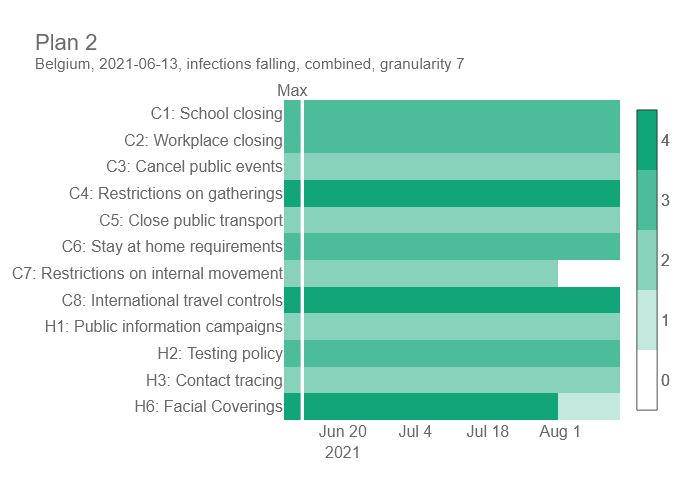 Plan 2
Belgium, 2021-06-13, infections falling, combined, granularity 7
Max
C1: School closing
C2: Workplace closing
C3: Cancel public events
C4: Restrictions on gatherings
C5: Close public transport
C6: Stay at home requirements
C7: Restrictions on internal movement
C8: International travel controls
H1: Public information campaigns
H2: Testing policy
H3: Contact tracing
H6: Facial Coverings
Jun 20 Jul 4 Jul 18 Aug 1
2021
4
3
2
1
0